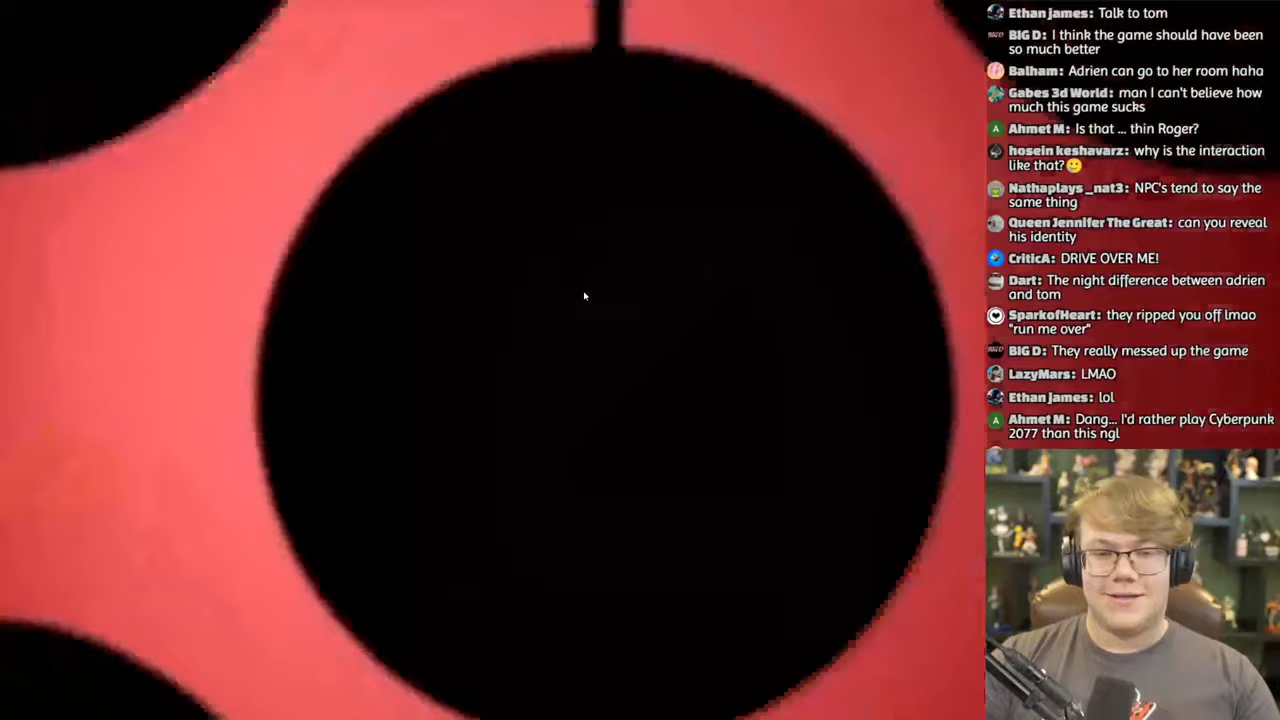 Ethan james: Talk to tom
BIG D: I think the game should have been
so much better
Balham: Adrien can go to her room haha
Gabes 3d World: man I can't believe how
much this game sucks
A Ahmet M: Is that ... thin Roger?
hosein keshavarz: why is the interaction
like that?🥲
Nathaplays_nat3: NPC's tend to say the
same thing
Queen Jennifer The Great: can you reveal
his identity
CriticA: DRIVE OVER ME!
Dart: The night difference between adrien
and tom
SparkofHeart: they ripped you off lmao
"run me over"
BIG D: They really messed up the game
LazyMars: LMAO
Ethan james: lol
A Ahmet M: Dang... I'd rather play Cyberpunk
2077 than this ngl